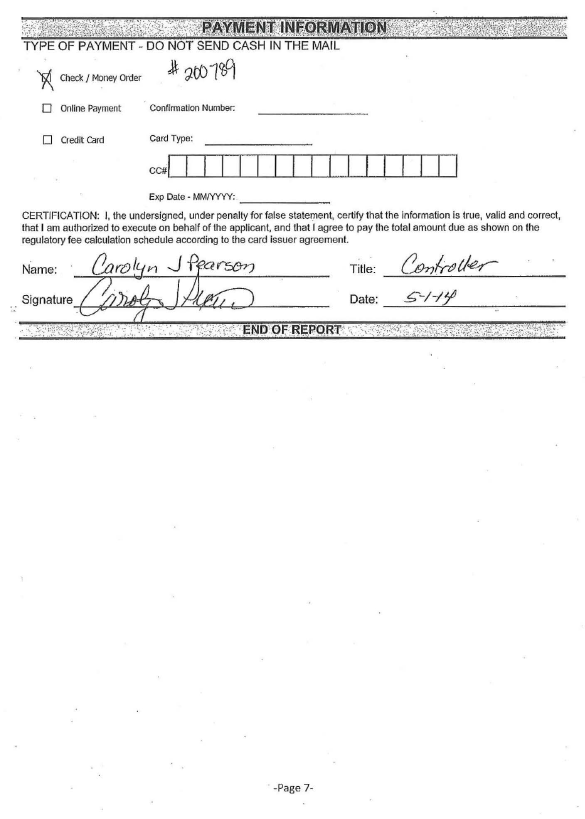 PAYMENT INFORMATION
TYPE OF PAYMENT - DO NOT SEND CASH IN THE MAIL
Check / Money Order # 200789
Online Payment Confirmation Number:
Credit Card Card Type:
CC#
Exp Date - MM/YYYY:
CERTIFICATION: I, the undersigned, under penalty for false statement, certify that the information is true, valid and correct,
that I am authorized to execute on behalf of the applicant, and that I agree to pay the total amount due as shown on the
regulatory fee calculation schedule according to the card issuer agreement.
Name: Carolyn J Pearson Title: Controller
Signature Carolyn J Pearson Date: 5-1-14
END OF REPORT
-Page 7-